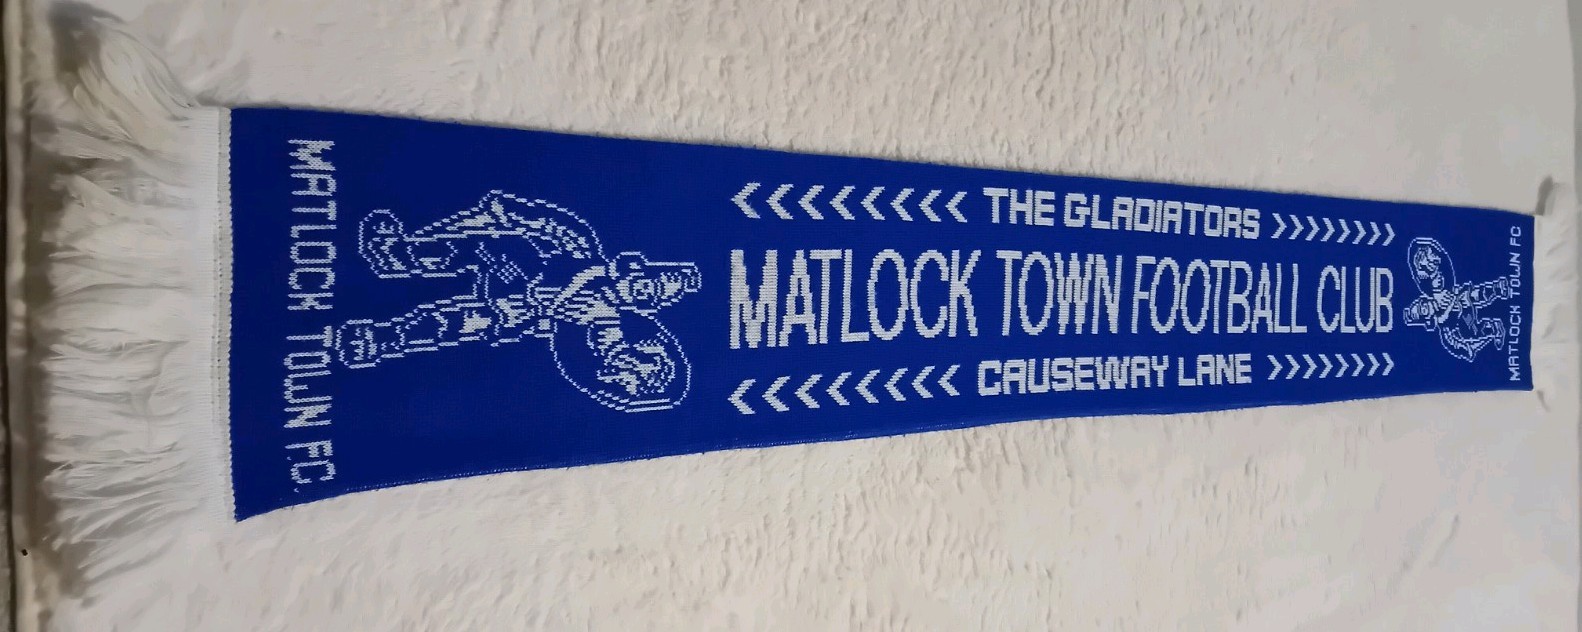 MATLOCK TOWN F.C.
<<<<<<<< THE GLADIATORS >>>>>>>>
MATLOCK TOWN FOOTBALL CLUB
<<<<<<<< CAUSEWAY LANE >>>>>>>>
MATLOCK TOWN FC